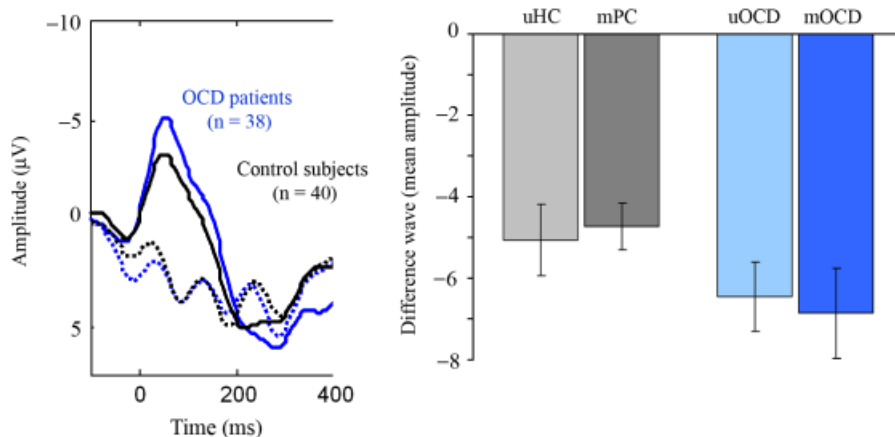 −10
−5
0
5
Amplitude (µV)
OCD patients
(n = 38)
Control subjects
(n = 40)
0
200
400
Time (ms)
uHC
mPC
uOCD
mOCD
0
−2
−4
−6
−8
Difference wave (mean amplitude)